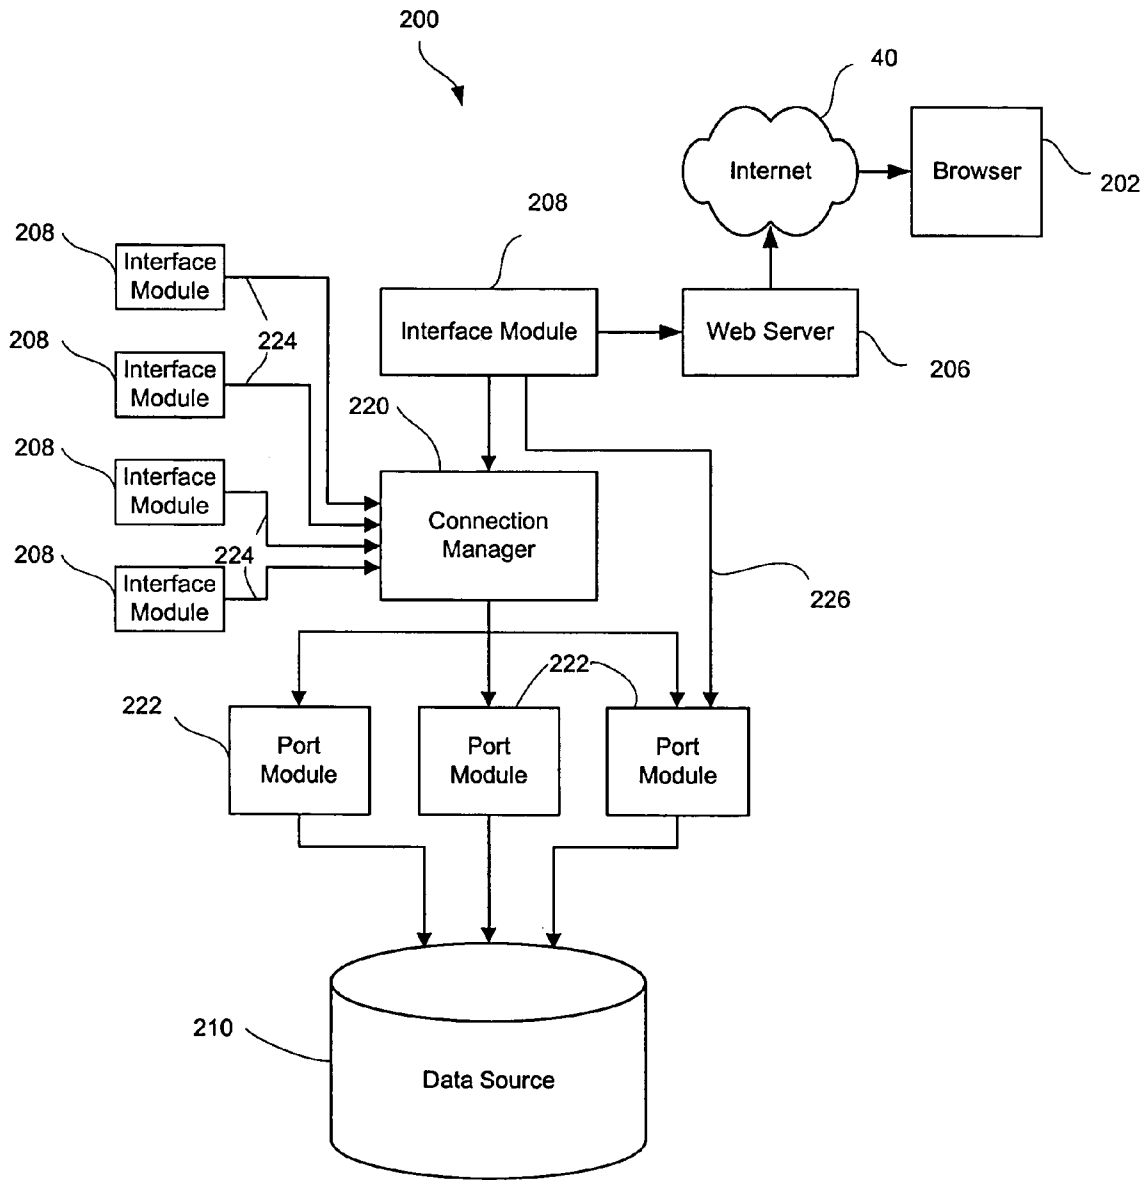 200
40
Internet
Browser
202
208
208
Interface
Module
Interface Module
Web Server
206
224
208
Interface
Module
220
208
Interface
Module
Connection
Manager
224
208
Interface
Module
226
222
222
Port
Module
Port
Module
Port
Module
210
Data Source